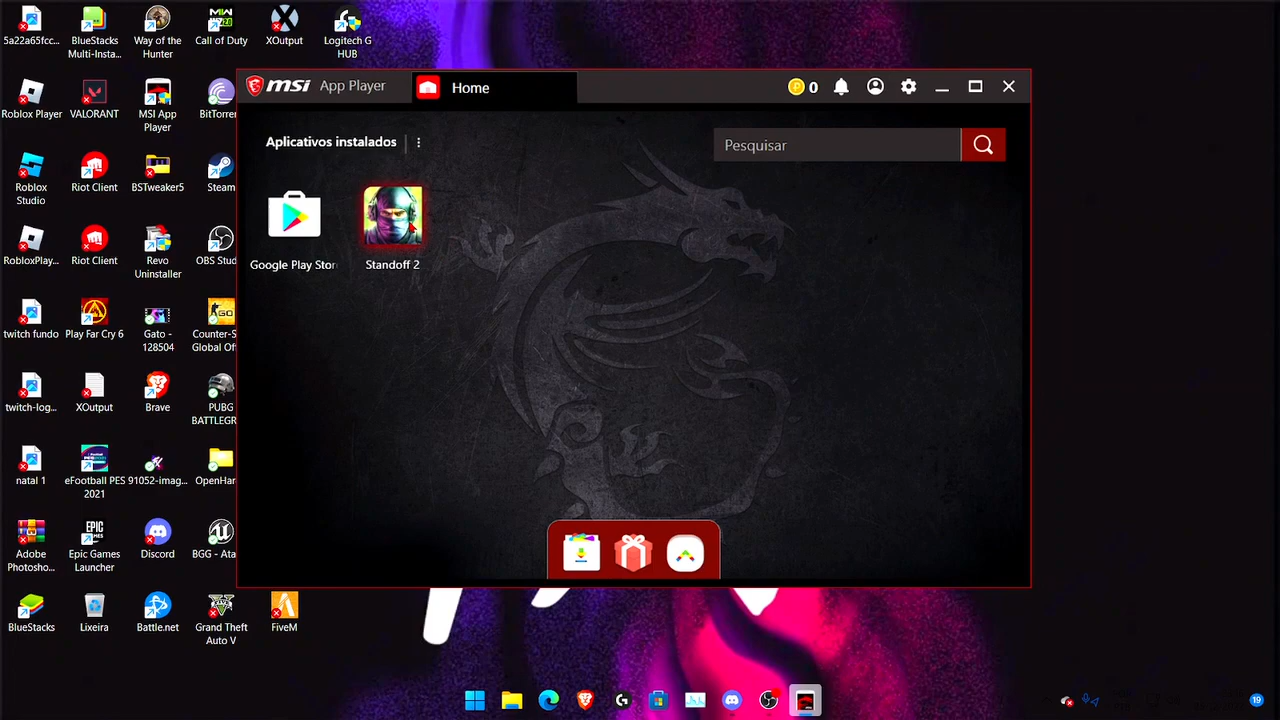 5a22a65fcc...
BlueStacks
Multi-Insta...
Way of the
Hunter
Call of Duty
XOutput
Logitech G
HUB
Roblox Player
VALORANT
MSI App
Player
BitTorren
Roblox
Studio
Riot Client
BSTweaker5
Steam
RobloxPlay...
Riot Client
Revo
Uninstaller
OBS Stud
twitch fundo
Play Far Cry 6
Gato -
128504
Counter-S
Global Of
twitch-log...
XOutput
Brave
PUBG
BATTLEGR
natal 1
eFootball PES
2021
91052-imag...
OpenHar
Adobe
Photosho...
Epic Games
Launcher
Discord
BGG - Ata
BlueStacks
Lixeira
Battle.net
Grand Theft
Auto V
FiveM
msi App Player
Home
0
Aplicativos instalados
Pesquisar
Google Play Stor
Standoff 2
19